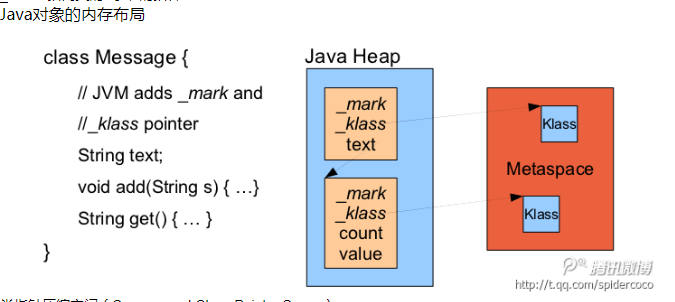 Java对象的内存布局
class Message {
// JVM adds _mark and
//_klass pointer
String text;
void add(String s) { …}
String get() { … }
}
Java Heap
_mark
_klass
text
_mark
_klass
count
value
Klass
Metaspace
Klass
腾讯微博
http://t.qq.com/spidercoco